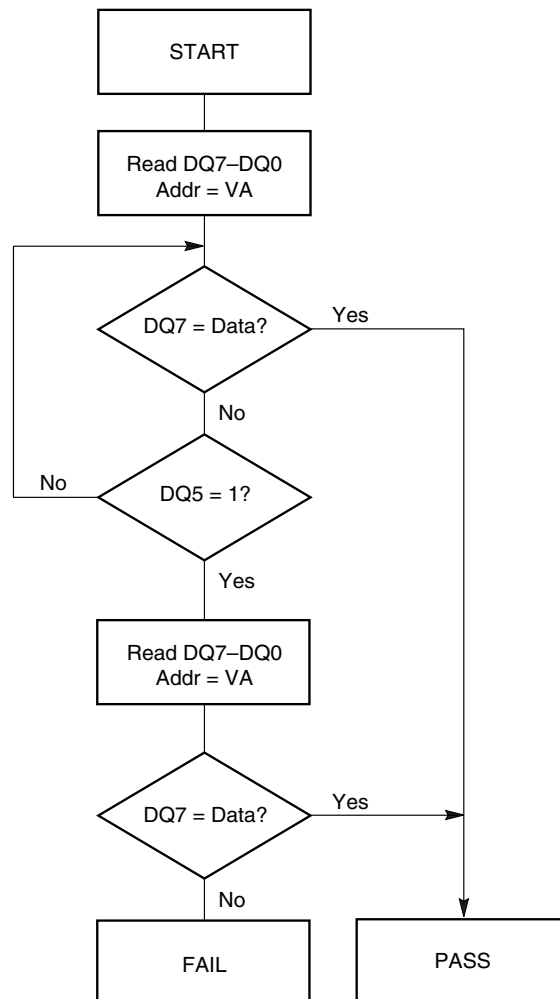 START
Read DQ7–DQ0
Addr = VA
DQ7 = Data?
Yes
No
No
DQ5 = 1?
Yes
Read DQ7–DQ0
Addr = VA
DQ7 = Data?
Yes
No
FAIL
PASS